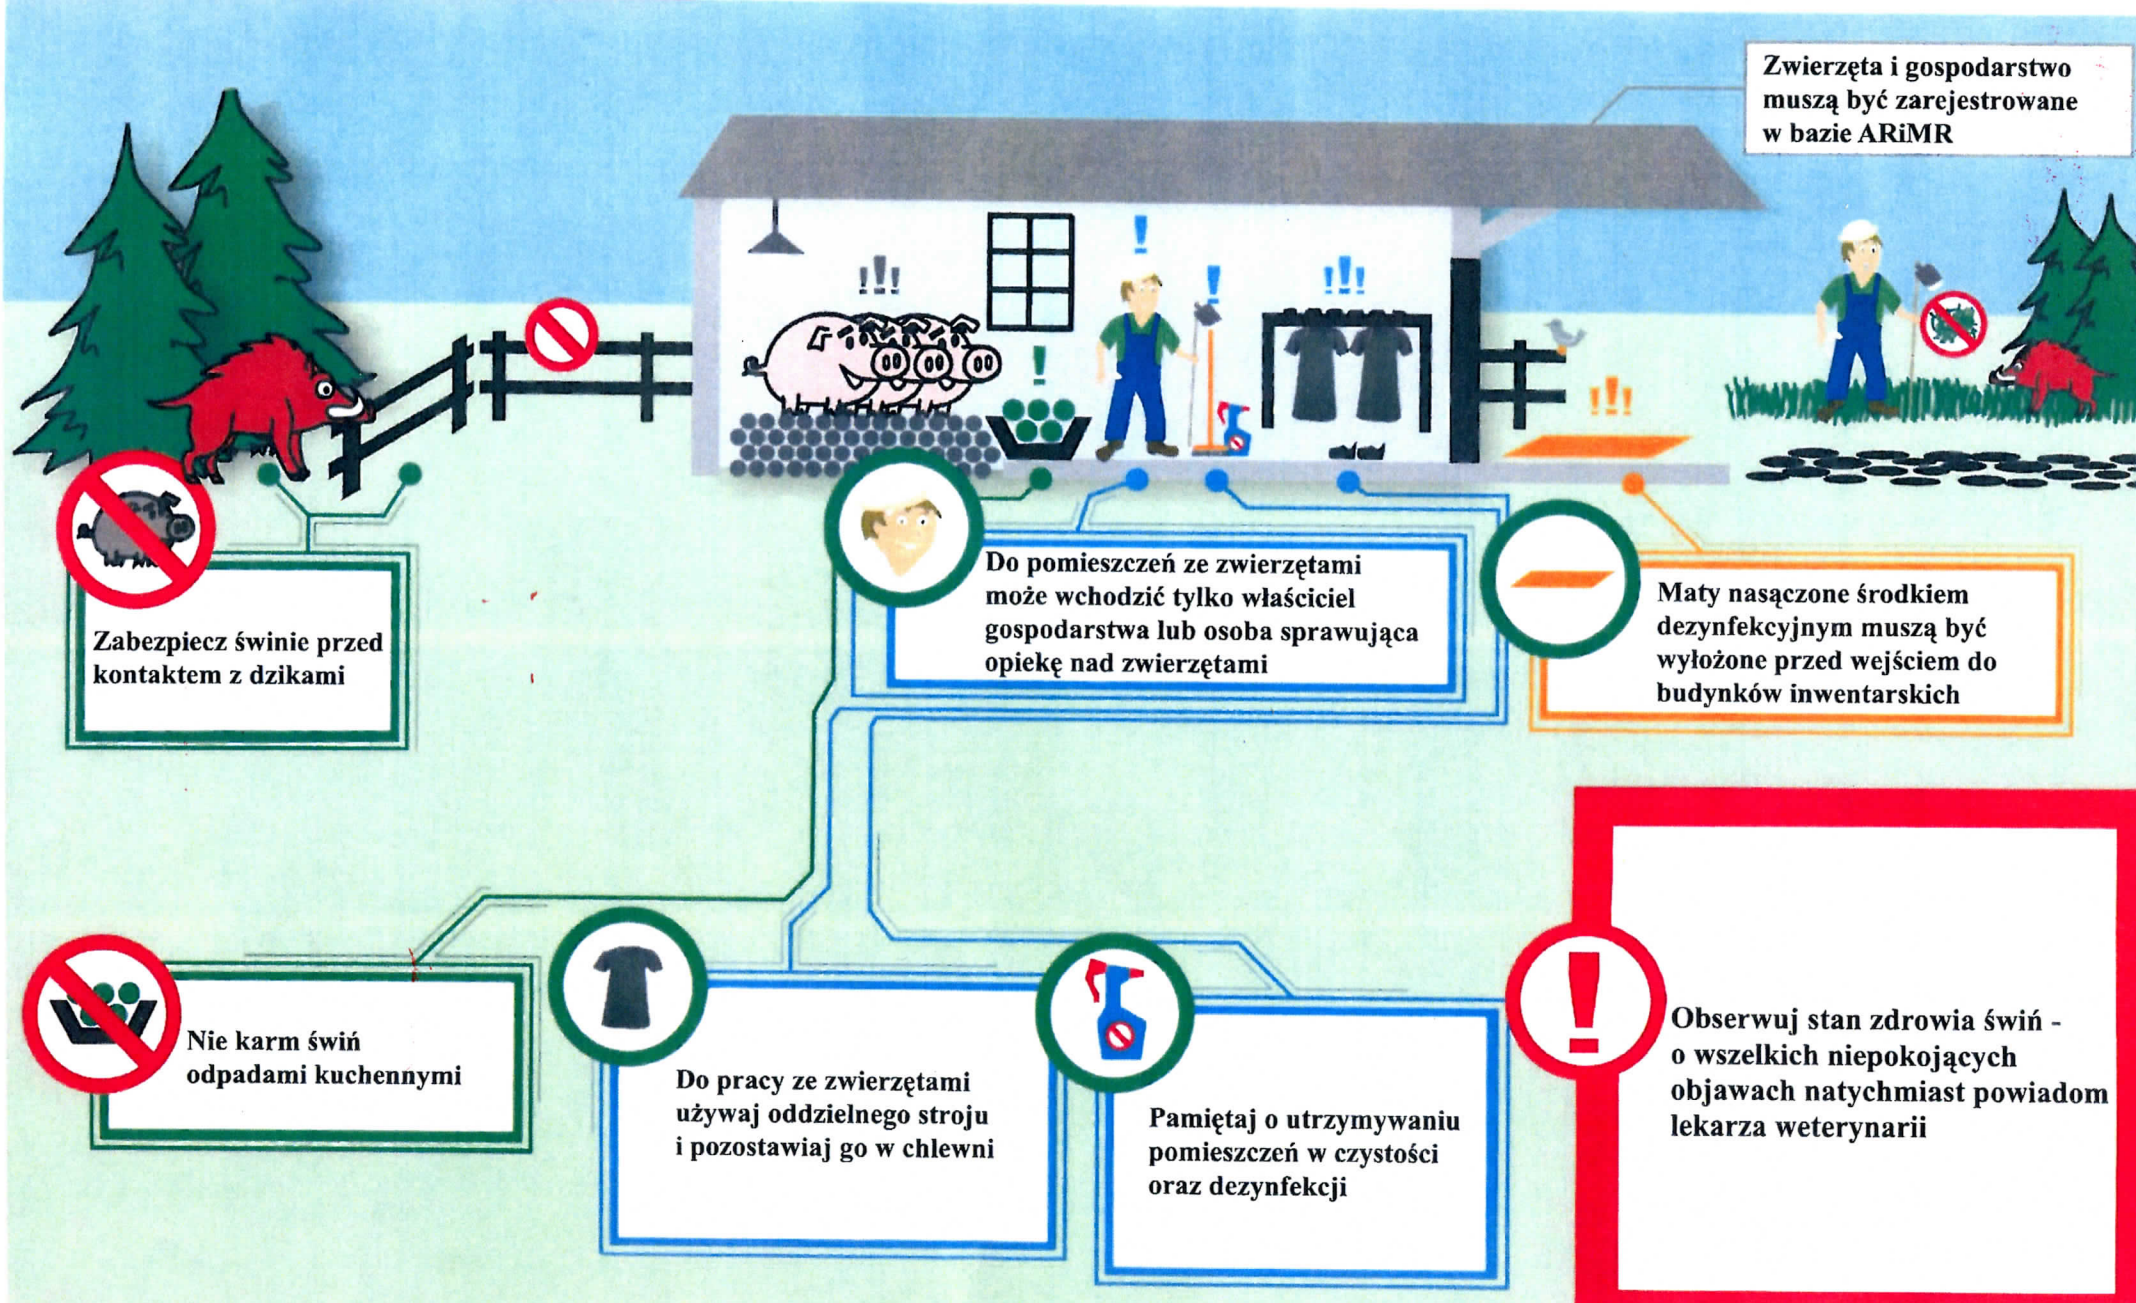 Zwierzęta i gospodarstwo
muszą być zarejestrowane
w bazie ARiMR
Zabezpiecz świnie przed
kontaktem z dzikami
Do pomieszczeń ze zwierzętami
może wchodzić tylko właściciel
gospodarstwa lub osoba sprawująca
opiekę nad zwierzętami
Maty nasączone środkiem
dezynfekcyjnym muszą być
wyłożone przed wejściem do
budynków inwentarskich
Nie karm świń
odpadami kuchennymi
Do pracy ze zwierzętami
używaj oddzielnego stroju
i pozostawiaj go w chlewni
Pamiętaj o utrzymywaniu
pomieszczeń w czystości
oraz dezynfekcji
Obserwuj stan zdrowia świń -
o wszelkich niepokojących
objawach natychmiast powiadom
lekarza weterynarii